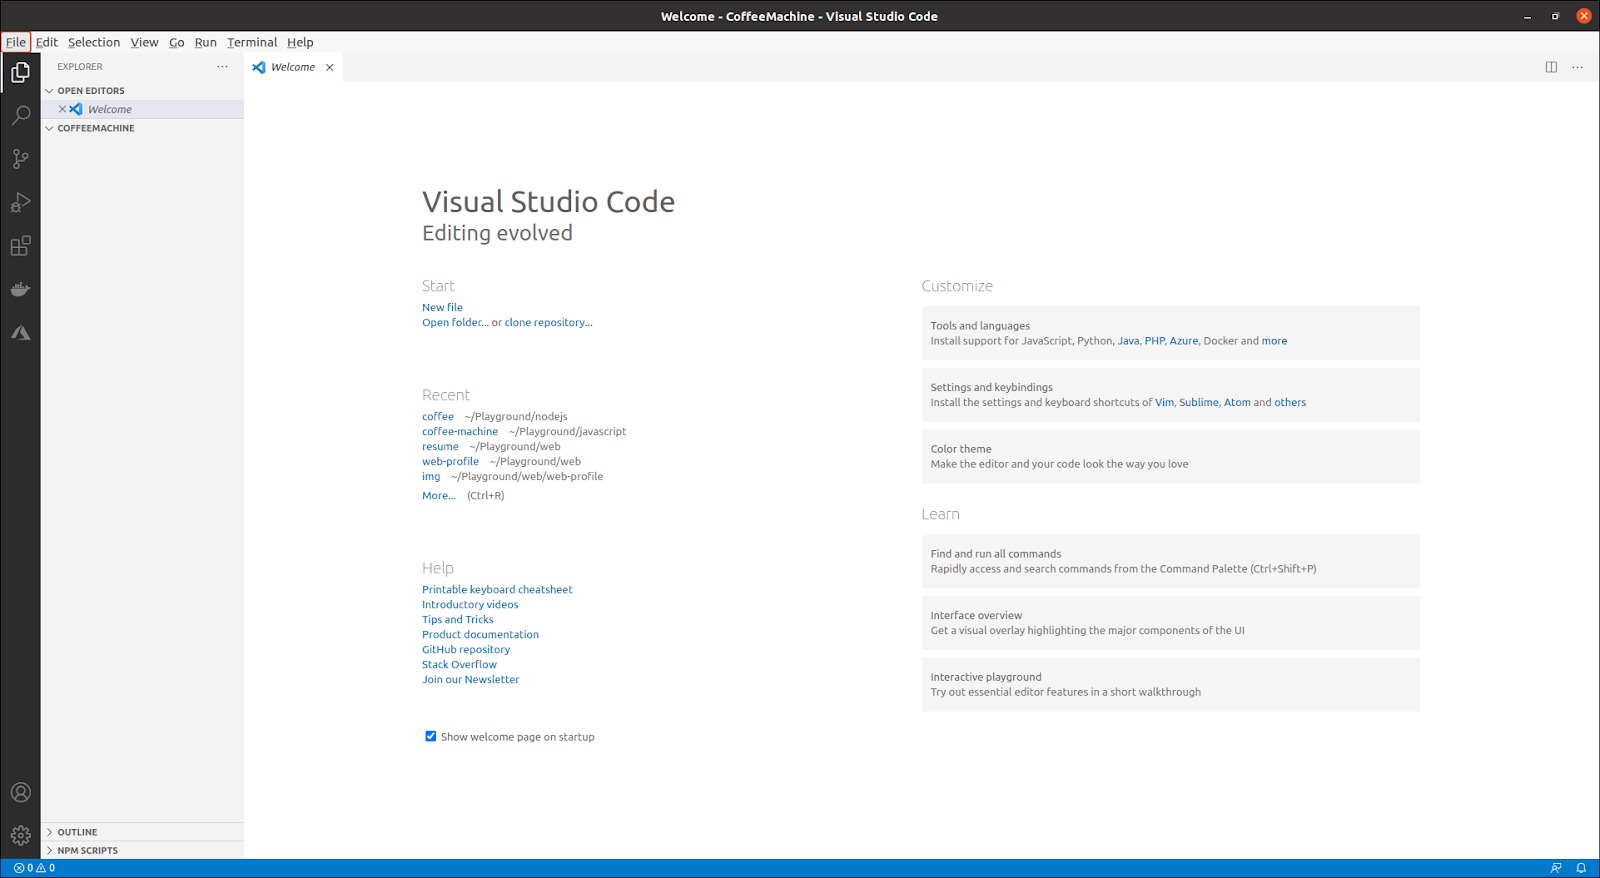 Welcome - CoffeeMachine - Visual Studio Code
File Edit Selection View Go Run Terminal Help
EXPLORER
Welcome
OPEN EDITORS
Welcome
COFFEEMACHINE
Visual Studio Code
Editing evolved
Start
New file
Open folder... or clone repository...
Recent
coffee ~/Playground/nodejs
coffee-machine ~/Playground/javascript
resume ~/Playground/web
web-profile ~/Playground/web
img ~/Playground/web/web-profile
More... (Ctrl+R)
Help
Printable keyboard cheatsheet
Introductory videos
Tips and Tricks
Product documentation
GitHub repository
Stack Overflow
Join our Newsletter
Show welcome page on startup
Customize
Tools and languages
Install support for JavaScript, Python, Java, PHP, Azure, Docker and more
Settings and keybindings
Install the settings and keyboard shortcuts of Vim, Sublime, Atom and others
Color theme
Make the editor and your code look the way you love
Learn
Find and run all commands
Rapidly access and search commands from the Command Palette (Ctrl+Shift+P)
Interface overview
Get a visual overlay highlighting the major components of the UI
Interactive playground
Try out essential editor features in a short walkthrough
OUTLINE
NPM SCRIPTS
0 0